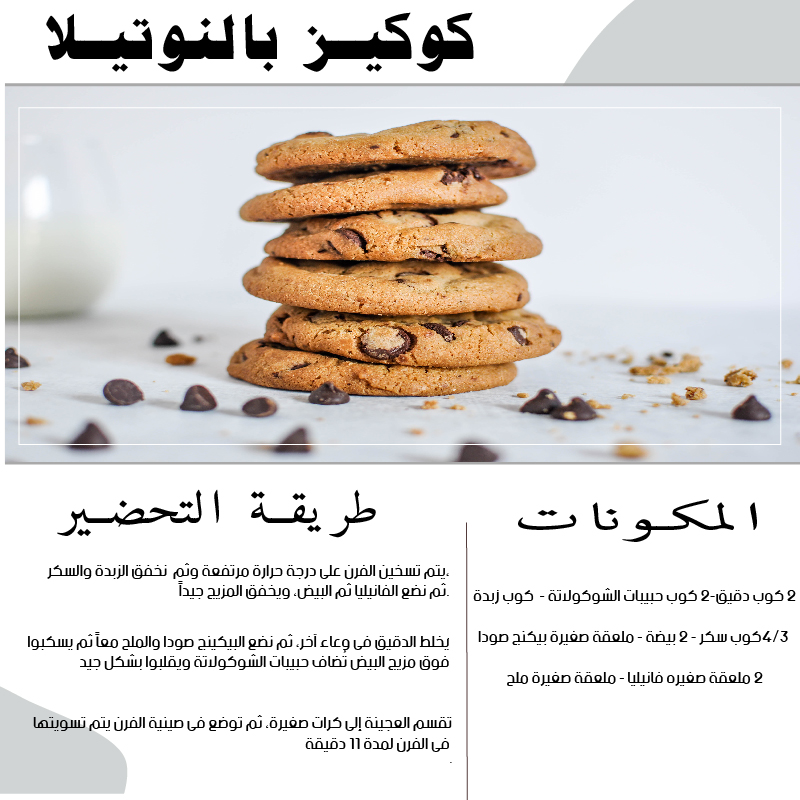 كوكيز بالنوتيلا
المكونات
2 كوب دقيق-2 كوب حبيبات الشوكولاتة - كوب زبدة
4/3كوب سكر - 2 بيضة - ملعقة صغيرة بيكنج صودا
2 ملعقة صغيره فانيليا - ملعقة صغيرة ملح
طريقة التحضير
.يتم تسخين الفرن على درجة حرارة مرتفعة وثم نخفق الزبدة والسكر
.ثم نضع الفانيليا ثم البيض، ويخفق المزيج جيداً
يخلط الدقيق في وعاء آخر، ثم نضع البيكينج صودا والملح معاً ثم يسكبوا
فوق مزيج البيض تُضاف حبيبات الشوكولاتة ويقلبوا بشكل جيد
تقسم العجينة إلى كرات صغيرة، ثم توضع في صينية الفرن يتم تسويتها
في الفرن لمدة 11 دقيقة
.